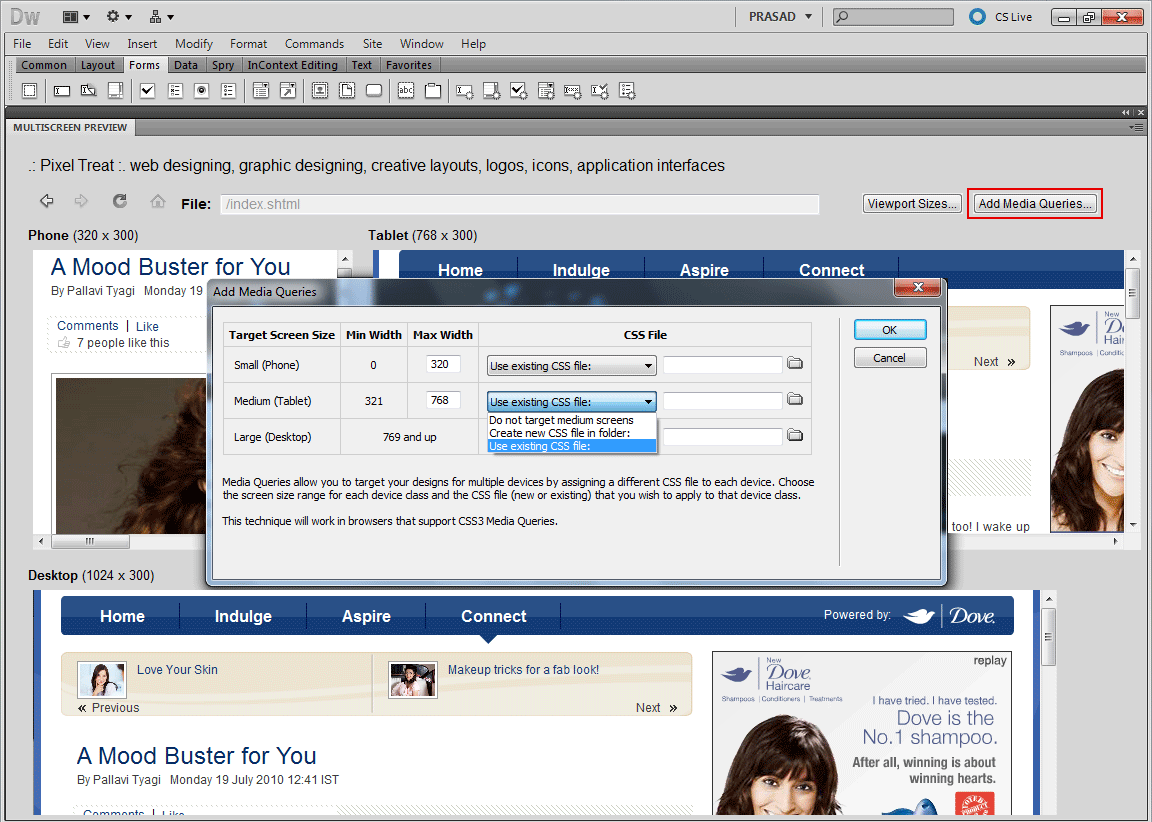 Dw
PRASAD
CS Live
File Edit View Insert Modify Format Commands Site Window Help
Common Layout Forms Data Spry InContext Editing Text Favorites
abc
MULTISCREEN PREVIEW
.: Pixel Treat :. web designing, graphic designing, creative layouts, logos, icons, application interfaces
File: /index.shtml Viewport Sizes... Add Media Queries...
Phone (320 x 300) Tablet (768 x 300)
A Mood Buster for You
By Pallavi Tyagi Monday 19
Comments | Like
7 people like this
Home Indulge Aspire Connect
Next »
New
Shampoos | Conditio
too! I wake up
Add Media Queries
Target Screen Size Min Width Max Width CSS File
Small (Phone) 0 320 Use existing CSS file:
Medium (Tablet) 321 768 Use existing CSS file:
Do not target medium screens
Create new CSS file in folder:
Use existing CSS file:
Large (Desktop) 769 and up
OK
Cancel
Media Queries allow you to target your designs for multiple devices by assigning a different CSS file to each device. Choose
the screen size range for each device class and the CSS file (new or existing) that you wish to apply to that device class.
This technique will work in browsers that support CSS3 Media Queries.
Desktop (1024 x 300)
Home Indulge Aspire Connect Powered by: Dove.
Love Your Skin
« Previous
Makeup tricks for a fab look!
Next »
A Mood Buster for You
By Pallavi Tyagi Monday 19 July 2010 12:41 IST
Comments | Like
New
Dove
Haircare
Shampoos | Conditioners | Treatments
replay
I have tried. I have tested.
Dove is the
No.1 shampoo.
After all, winning is about
winning hearts.